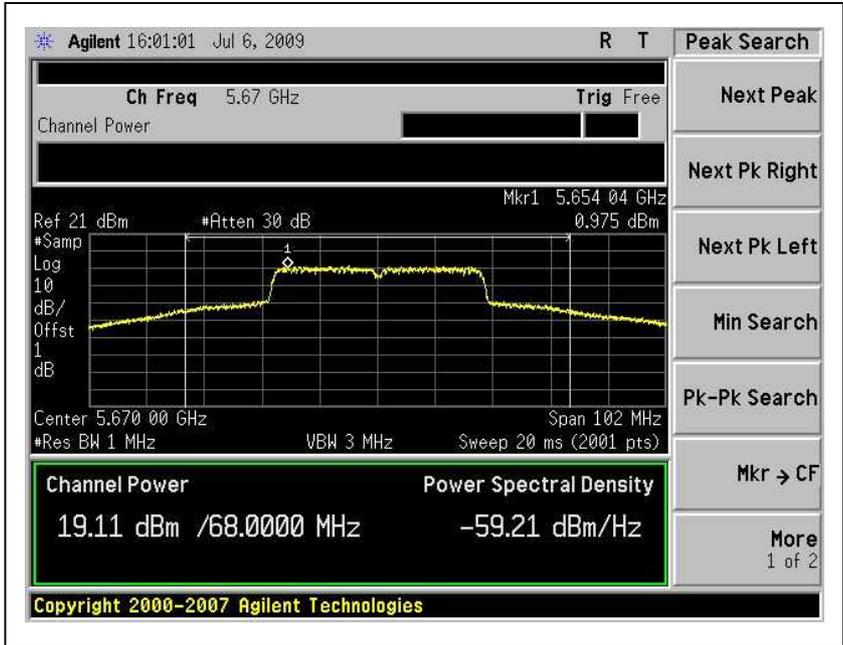 Agilent 16:01:01 Jul 6, 2009 R T
Peak Search
Ch Freq 5.67 GHz Trig Free
Channel Power
Mkr1 5.654 04 GHz
Ref 21 dBm #Atten 30 dB 0.975 dBm
#Samp
Log
10
dB/
Offst
1
dB
1
Center 5.670 00 GHz Span 102 MHz
#Res BW 1 MHz VBW 3 MHz Sweep 20 ms (2001 pts)
Channel Power Power Spectral Density
19.11 dBm /68.0000 MHz -59.21 dBm/Hz
Copyright 2000-2007 Agilent Technologies
Next Peak
Next Pk Right
Next Pk Left
Min Search
Pk-Pk Search
Mkr → CF
More
1 of 2